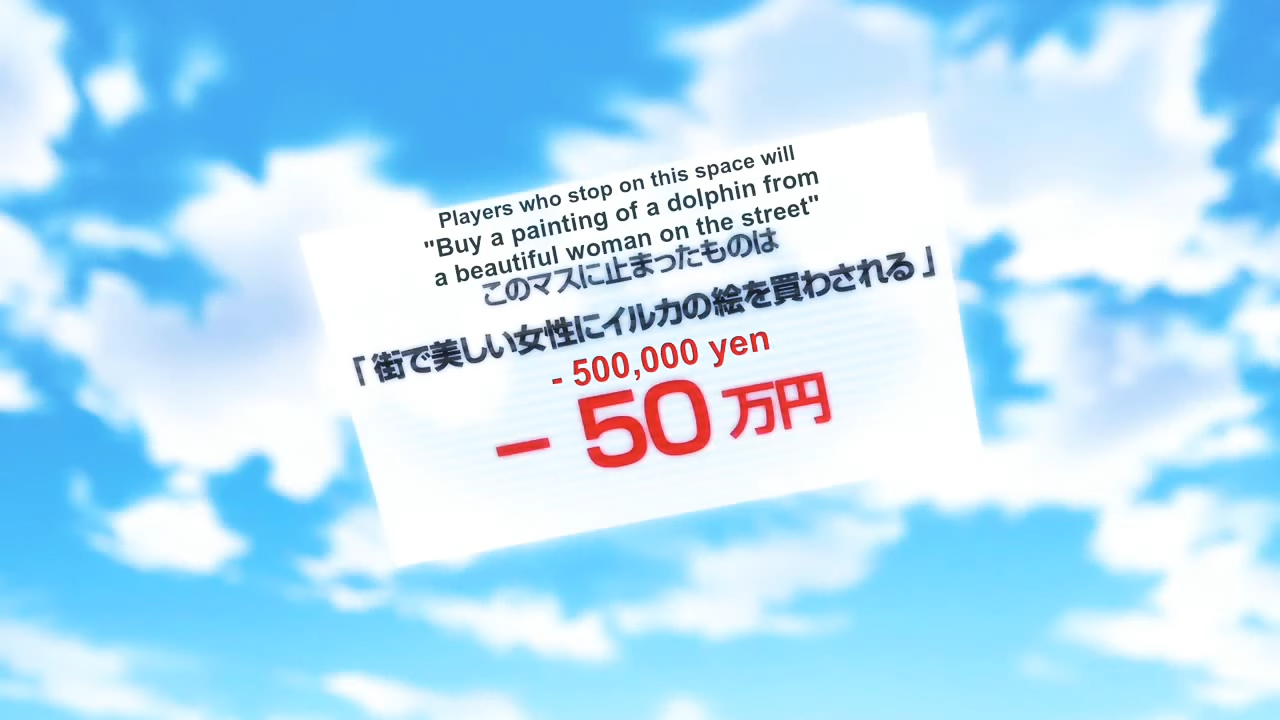 Players who stop on this space will
"Buy a painting of a dolphin from
a beautiful woman on the street"
このマスに止まったものは
「街で美しい女性にイルカの絵を買わされる」
- 500,000 yen
- 50 万円